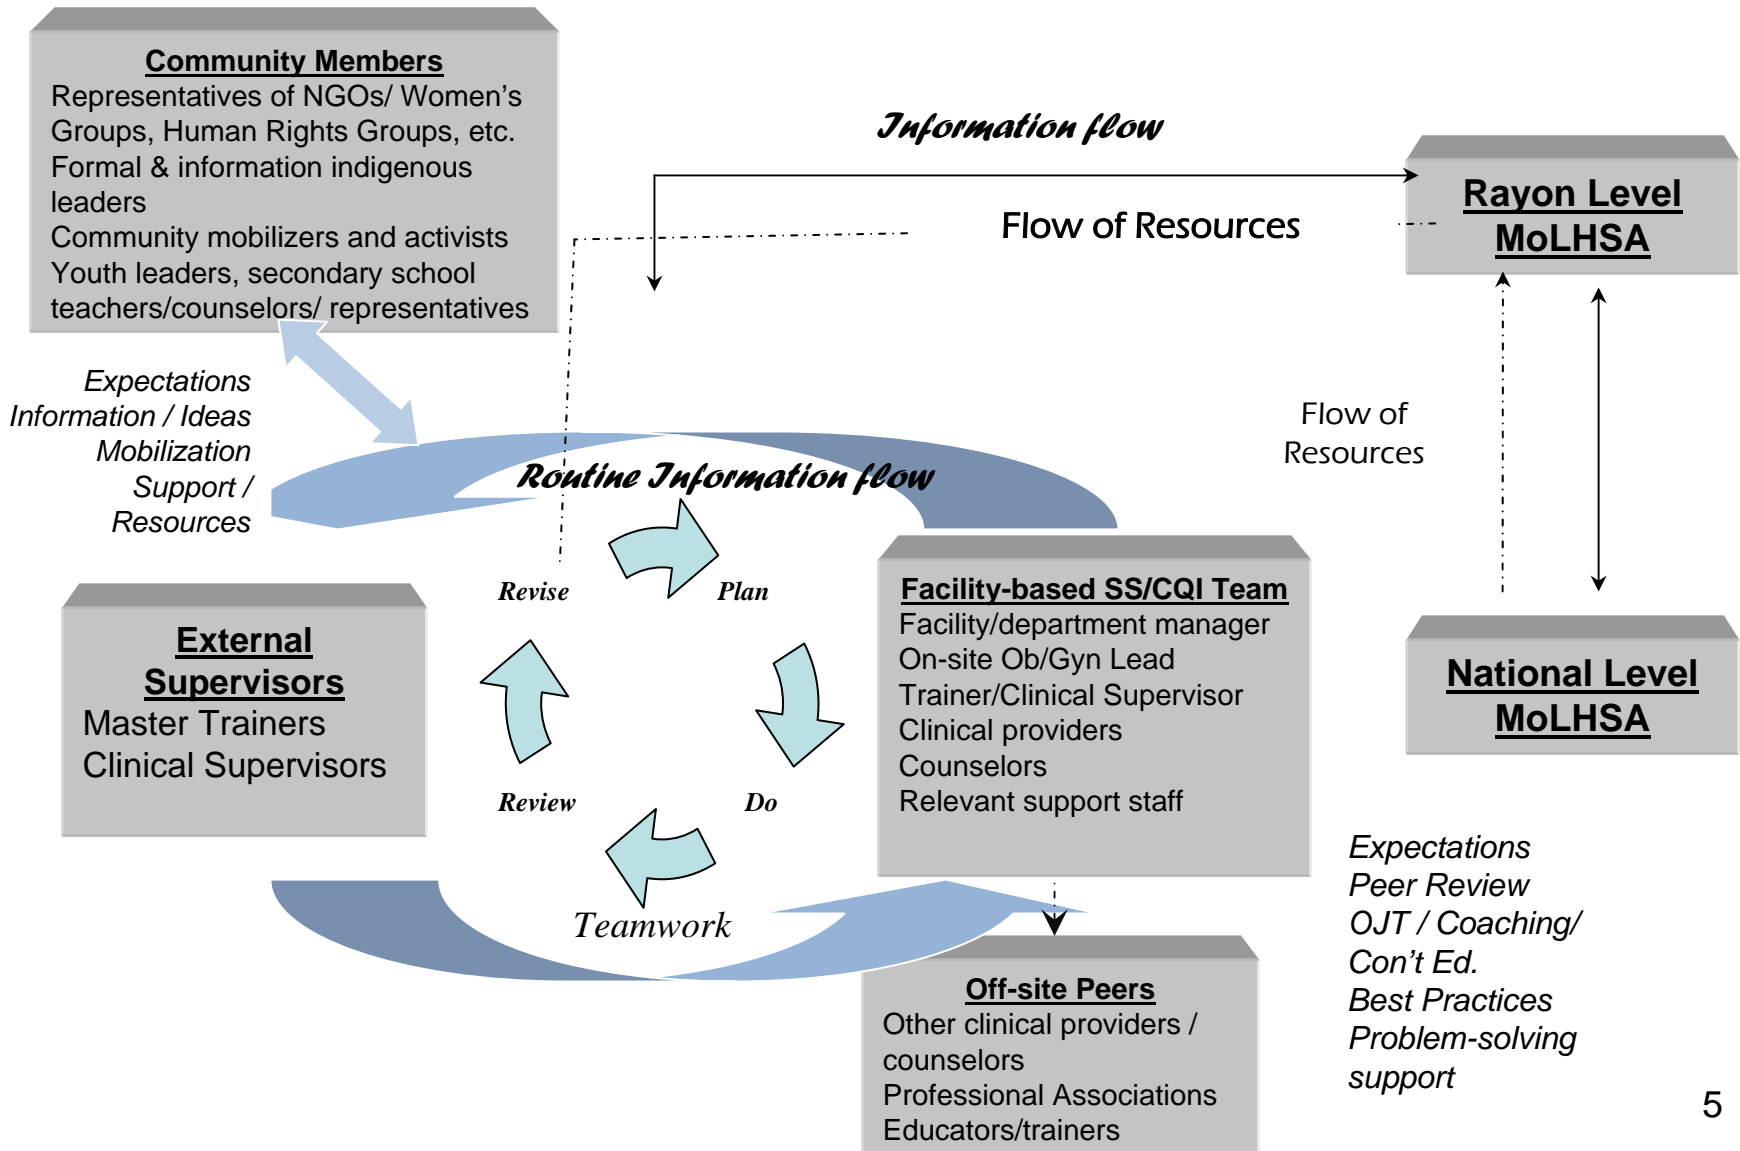 Community Members
Representatives of NGOs/ Women's
Groups, Human Rights Groups, etc.
Formal & information indigenous
leaders
Community mobilizers and activists
Youth leaders, secondary school
teachers/counselors/ representatives
Information flow
Flow of Resources
Rayon Level
MoLHSA
Expectations
Information / Ideas
Mobilization
Support /
Resources
Flow of
Resources
Routine Information flow
Revise
Plan
Review
Do
Teamwork
External
Supervisors
Master Trainers
Clinical Supervisors
Facility-based SS/CQI Team
Facility/department manager
On-site Ob/Gyn Lead
Trainer/Clinical Supervisor
Clinical providers
Counselors
Relevant support staff
National Level
MoLHSA
Off-site Peers
Other clinical providers /
counselors
Professional Associations
Educators/trainers
Expectations
Peer Review
OJT / Coaching/
Con't Ed.
Best Practices
Problem-solving
support
5